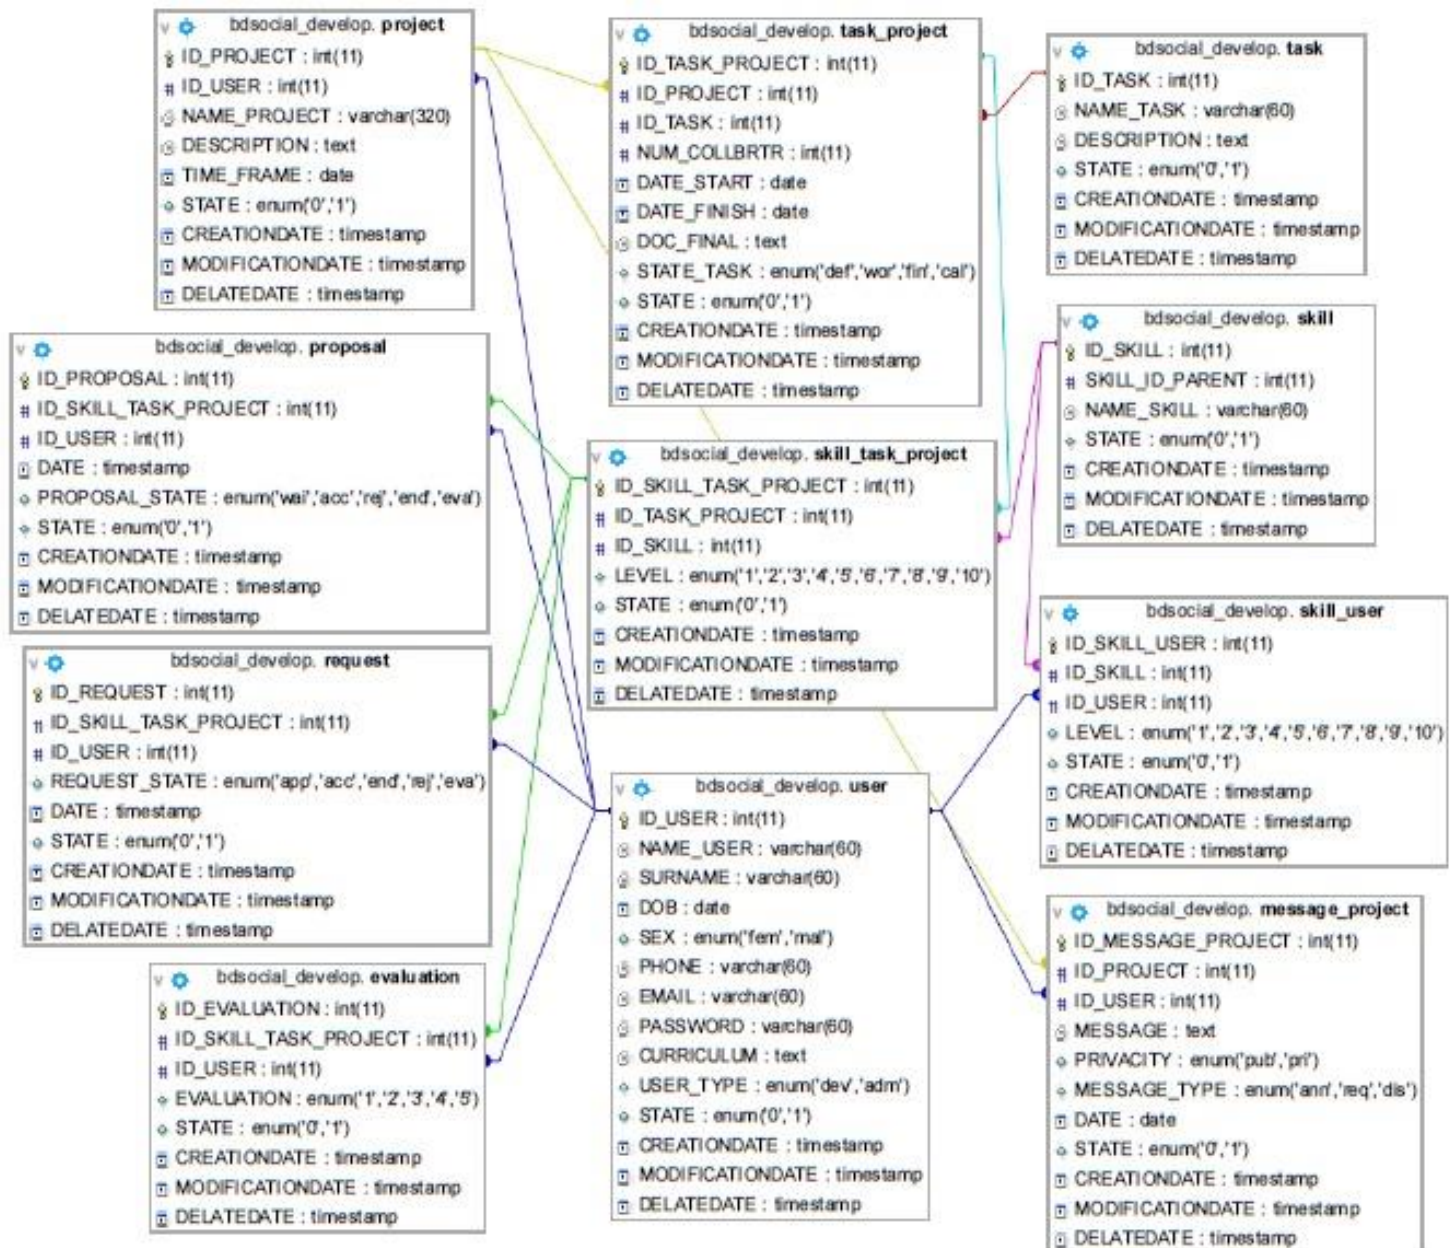 bdsocial_develop. project
ID_PROJECT : int(11)
ID_USER : int(11)
NAME_PROJECT : varchar(320)
DESCRIPTION : text
TIME_FRAME : date
STATE : enum('0','1')
CREATIONDATE : timestamp
MODIFICATIONDATE : timestamp
DELATEDATE : timestamp
bdsocial_develop. task_project
ID_TASK_PROJECT : int(11)
ID_PROJECT : int(11)
ID_TASK : int(11)
NUM_COLLBRTR : int(11)
DATE_START : date
DATE_FINISH : date
DOC_FINAL : text
STATE_TASK : enum('def','wor','fin','cal')
STATE : enum('0','1')
CREATIONDATE : timestamp
MODIFICATIONDATE : timestamp
DELATEDATE : timestamp
bdsocial_develop. task
ID_TASK : int(11)
NAME_TASK : varchar(60)
DESCRIPTION : text
STATE : enum('0','1')
CREATIONDATE : timestamp
MODIFICATIONDATE : timestamp
DELATEDATE : timestamp
bdsocial_develop. proposal
ID_PROPOSAL : int(11)
ID_SKILL_TASK_PROJECT : int(11)
ID_USER : int(11)
DATE : timestamp
PROPOSAL_STATE : enum('wai','acc','rej','end','eval')
STATE : enum('0','1')
CREATIONDATE : timestamp
MODIFICATIONDATE : timestamp
DELATEDATE : timestamp
bdsocial_develop. skill
ID_SKILL : int(11)
SKILL_ID_PARENT : int(11)
NAME_SKILL : varchar(60)
STATE : enum('0','1')
CREATIONDATE : timestamp
MODIFICATIONDATE : timestamp
DELATEDATE : timestamp
bdsocial_develop. skill_task_project
ID_SKILL_TASK_PROJECT : int(11)
ID_TASK_PROJECT : int(11)
ID_SKILL : int(11)
LEVEL : enum('1','2','3','4','5','6','7','8','9','10')
STATE : enum('0','1')
CREATIONDATE : timestamp
MODIFICATIONDATE : timestamp
DELATEDATE : timestamp
bdsocial_develop. skill_user
ID_SKILL_USER : int(11)
ID_SKILL : int(11)
ID_USER : int(11)
LEVEL : enum('1','2','3','4','5','6','7','8','9','10')
STATE : enum('0','1')
CREATIONDATE : timestamp
MODIFICATIONDATE : timestamp
DELATEDATE : timestamp
bdsocial_develop. request
ID_REQUEST : int(11)
ID_SKILL_TASK_PROJECT : int(11)
ID_USER : int(11)
REQUEST_STATE : enum('app','acc','end','rej','eva')
DATE : timestamp
STATE : enum('0','1')
CREATIONDATE : timestamp
MODIFICATIONDATE : timestamp
DELATEDATE : timestamp
bdsocial_develop. user
ID_USER : int(11)
NAME_USER : varchar(60)
SURNAME : varchar(60)
DOB : date
SEX : enum('fem','mal')
PHONE : varchar(60)
EMAIL : varchar(60)
PASSWORD : varchar(60)
CURRICULUM : text
USER_TYPE : enum('dev','adm')
STATE : enum('0','1')
CREATIONDATE : timestamp
MODIFICATIONDATE : timestamp
DELATEDATE : timestamp
bdsocial_develop. message_project
ID_MESSAGE_PROJECT : int(11)
ID_PROJECT : int(11)
ID_USER : int(11)
MESSAGE : text
PRIVACITY : enum('pub','pri')
MESSAGE_TYPE : enum('ann','req','dis')
DATE : date
STATE : enum('0','1')
CREATIONDATE : timestamp
MODIFICATIONDATE : timestamp
DELATEDATE : timestamp
bdsocial_develop. evaluation
ID_EVALUATION : int(11)
ID_SKILL_TASK_PROJECT : int(11)
ID_USER : int(11)
EVALUATION : enum('1','2','3','4','5')
STATE : enum('0','1')
CREATIONDATE : timestamp
MODIFICATIONDATE : timestamp
DELATEDATE : timestamp